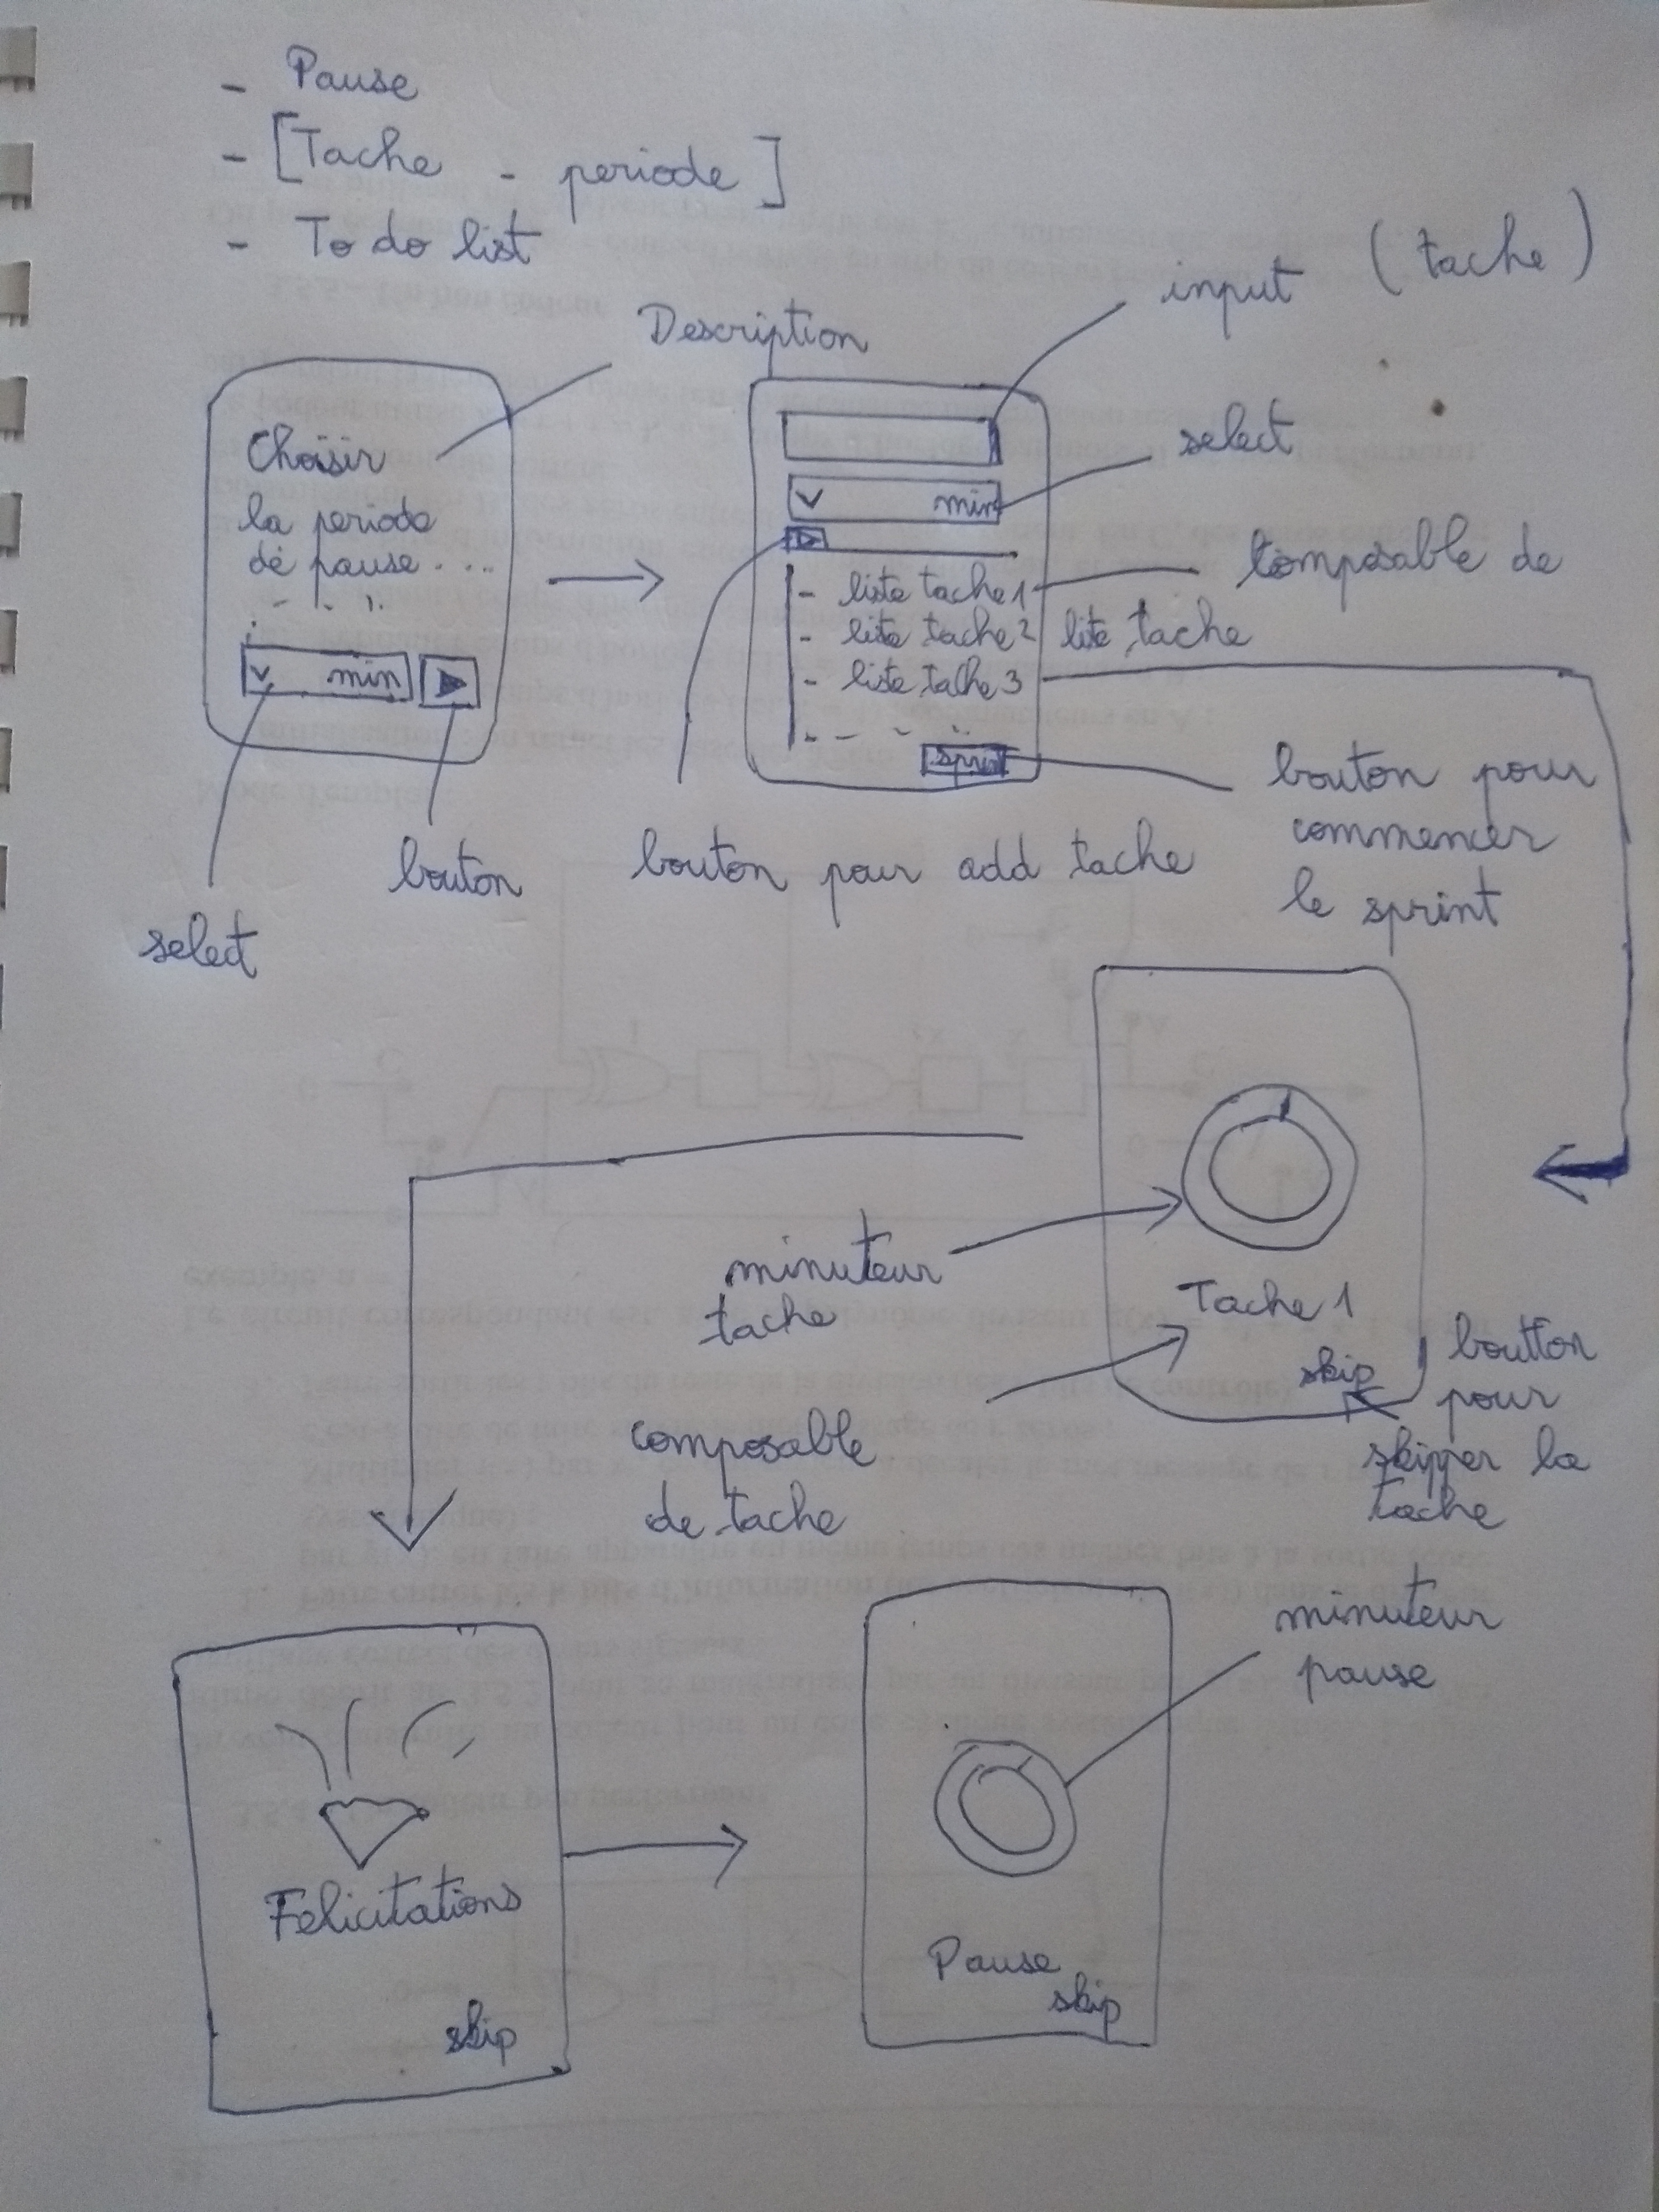 - Pause
- [Tache - periode]
- To do list
input (tache)
Description
select
Choisir
la periode
de pause ....
min
min
- liste tache 1
- liste tache 2
- liste tache 3
sprint
Composable de
liste tache
bouton pour
commencer
le sprint
select
bouton
bouton pour add tache
minuteur
tache
Tache 1
skip
boutton
pour
skipper la
tache
composable
de tache
minuteur
pause
Félicitations
skip
Pause
skip